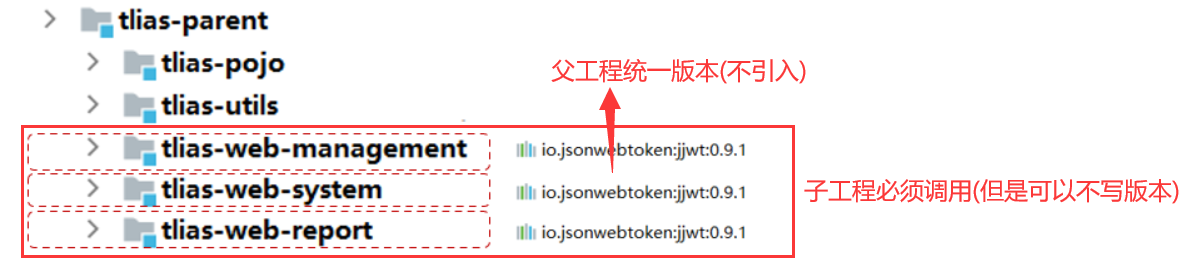 tlias-parent
tlias-pojo
父工程统一版本(不引入)
tlias-utils
tlias-web-management
io.jsonwebtoken:jjwt:0.9.1
tlias-web-system
io.jsonwebtoken:jjwt:0.9.1
子工程必须调用(但是可以不写版本)
tlias-web-report
io.jsonwebtoken:jjwt:0.9.1